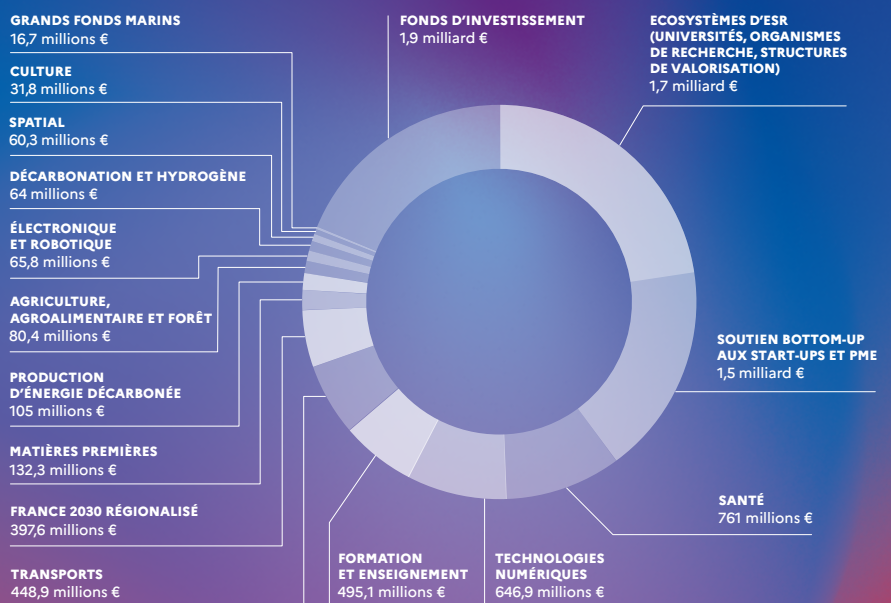 GRANDS FONDS MARINS
16,7 millions €
CULTURE
31,8 millions €
SPATIAL
60,3 millions €
DÉCARBONATION ET HYDROGÈNE
64 millions €
ÉLECTRONIQUE
ET ROBOTIQUE
65,8 millions €
AGRICULTURE,
AGROALIMENTAIRE ET FORÊT
80,4 millions €
PRODUCTION
D’ÉNERGIE DÉCARBONÉE
105 millions €
MATIÈRES PREMIÈRES
132,3 millions €
FRANCE 2030 RÉGIONALISÉ
397,6 millions €
TRANSPORTS
448,9 millions €
FONDS D’INVESTISSEMENT
1,9 milliard €
ECOSYSTÈMES D’ESR
(UNIVERSITÉS, ORGANISMES
DE RECHERCHE, STRUCTURES
DE VALORISATION)
1,7 milliard €
SOUTIEN BOTTOM-UP
AUX START-UPS ET PME
1,5 milliard €
SANTÉ
761 millions €
FORMATION
ET ENSEIGNEMENT
495,1 millions €
TECHNOLOGIES
NUMÉRIQUES
646,9 millions €